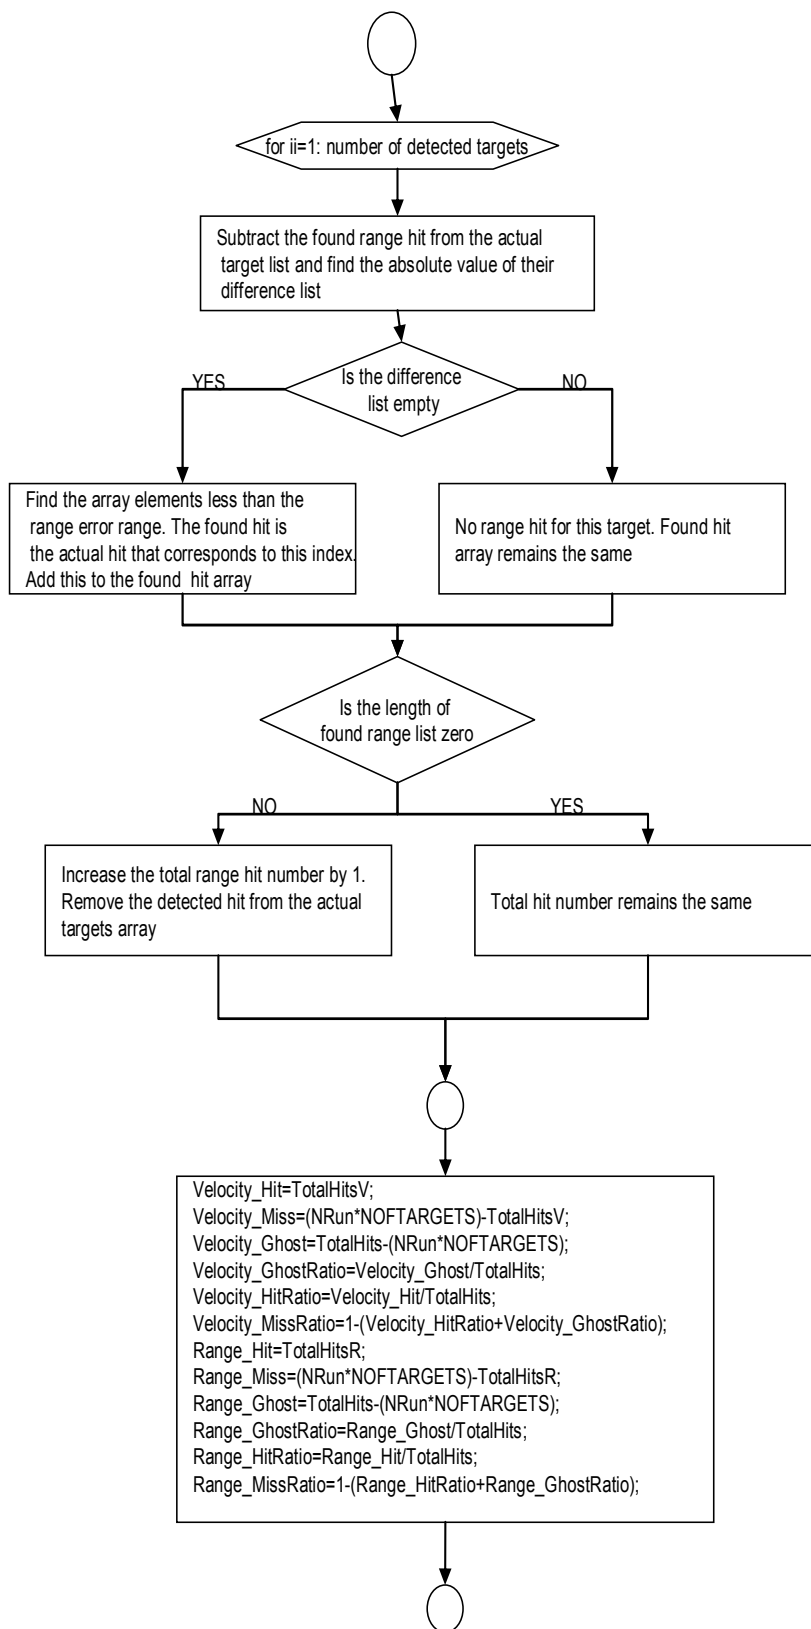 for ii=1: number of detected targets
Subtract the found range hit from the actual
target list and find the absolute value of their
difference list
Is the difference
list empty
YES
NO
Find the array elements less than the
range error range. The found hit is
the actual hit that corresponds to this index.
Add this to the found hit array
No range hit for this target. Found hit
array remains the same
Is the length of
found range list zero
NO
YES
Increase the total range hit number by 1.
Remove the detected hit from the actual
targets array
Total hit number remains the same
Velocity_Hit=TotalHitsV;
Velocity_Miss=(NRun*NOFTARGETS)-TotalHitsV;
Velocity_Ghost=TotalHits-(NRun*NOFTARGETS);
Velocity_GhostRatio=Velocity_Ghost/TotalHits;
Velocity_HitRatio=Velocity_Hit/TotalHits;
Velocity_MissRatio=1-(Velocity_HitRatio+Velocity_GhostRatio);
Range_Hit=TotalHitsR;
Range_Miss=(NRun*NOFTARGETS)-TotalHitsR;
Range_Ghost=TotalHits-(NRun*NOFTARGETS);
Range_GhostRatio=Range_Ghost/TotalHits;
Range_HitRatio=Range_Hit/TotalHits;
Range_MissRatio=1-(Range_HitRatio+Range_GhostRatio);